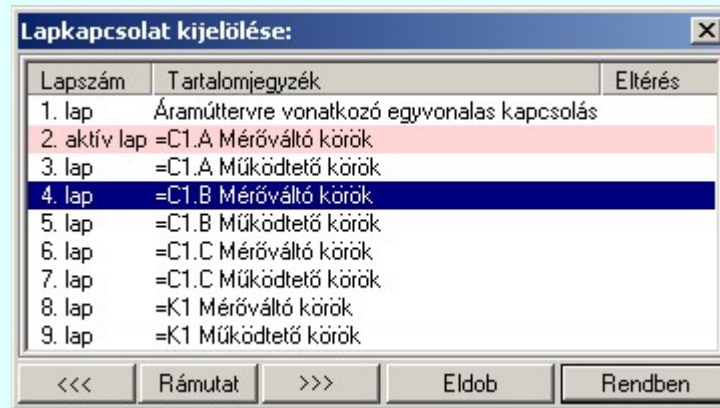 Lapkapcsolat kijelölése:
Lapszám Tartalomjegyzék Eltérés
1. lap Áramúttervre vonatkozó egyvonalas kapcsolás
2. aktív lap =C1.A Mérőváltó körök
3. lap =C1.A Működtető körök
4. lap =C1.B Mérőváltó körök
5. lap =C1.B Működtető körök
6. lap =C1.C Mérőváltó körök
7. lap =C1.C Működtető körök
8. lap =K1 Mérőváltó körök
9. lap =K1 Működtető körök
<<< Rámutat >>> Eldob Rendben